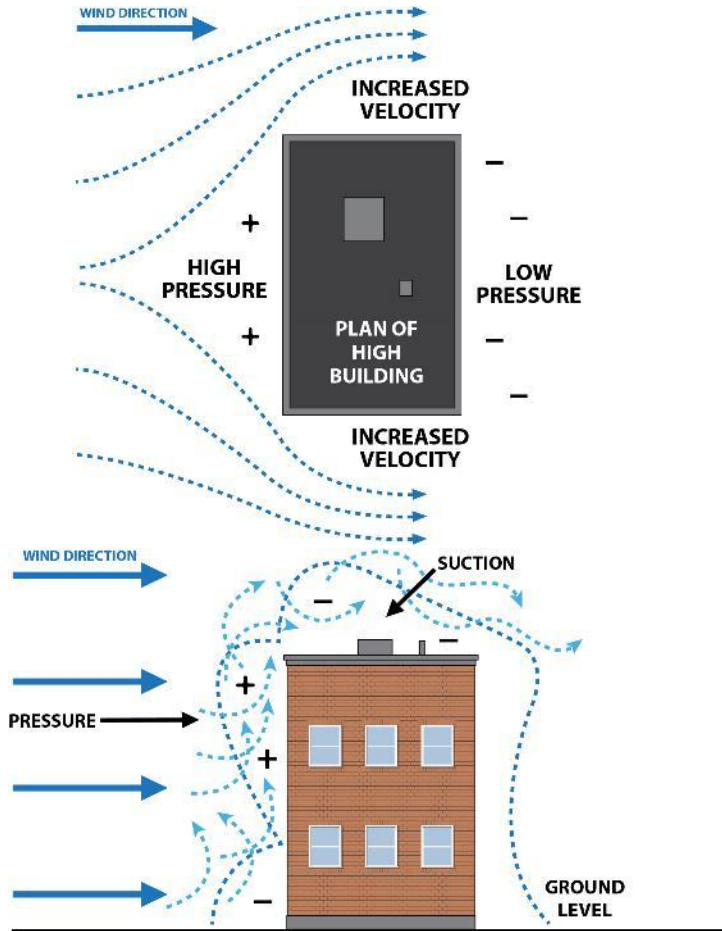 WIND DIRECTION
INCREASED
VELOCITY
−
+
−
HIGH
PRESSURE
LOW
PRESSURE
+
−
PLAN OF
HIGH
BUILDING
−
INCREASED
VELOCITY
WIND DIRECTION
SUCTION
−
−
+
PRESSURE
+
−
GROUND
LEVEL